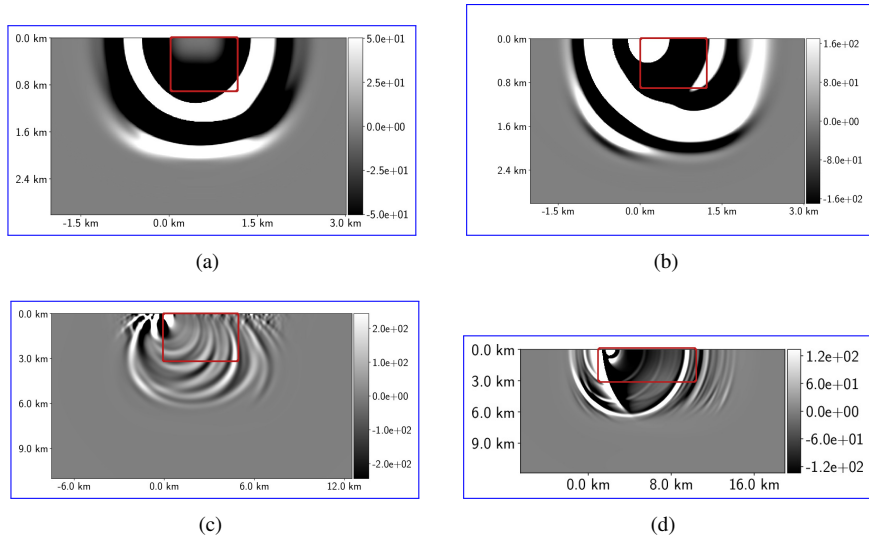 0.0 km
0.8 km
1.6 km
2.4 km
-1.5 km
0.0 km
1.5 km
3.0 km
5.0e+01
2.5e+01
0.0e+00
-2.5e+01
-5.0e+01
(a)
0.0 km
0.8 km
1.6 km
2.4 km
-1.5 km
0.0 km
1.5 km
3.0 km
1.6e+02
8.0e+01
0.0e+00
-8.0e+01
-1.6e+02
(b)
0.0 km
3.0 km
6.0 km
9.0 km
-6.0 km
0.0 km
6.0 km
12.0 km
2.0e+02
1.0e+02
0.0e+00
-1.0e+02
-2.0e+02
(c)
0.0 km
3.0 km
6.0 km
9.0 km
0.0 km
8.0 km
16.0 km
1.2e+02
6.0e+01
0.0e+00
-6.0e+01
-1.2e+02
(d)